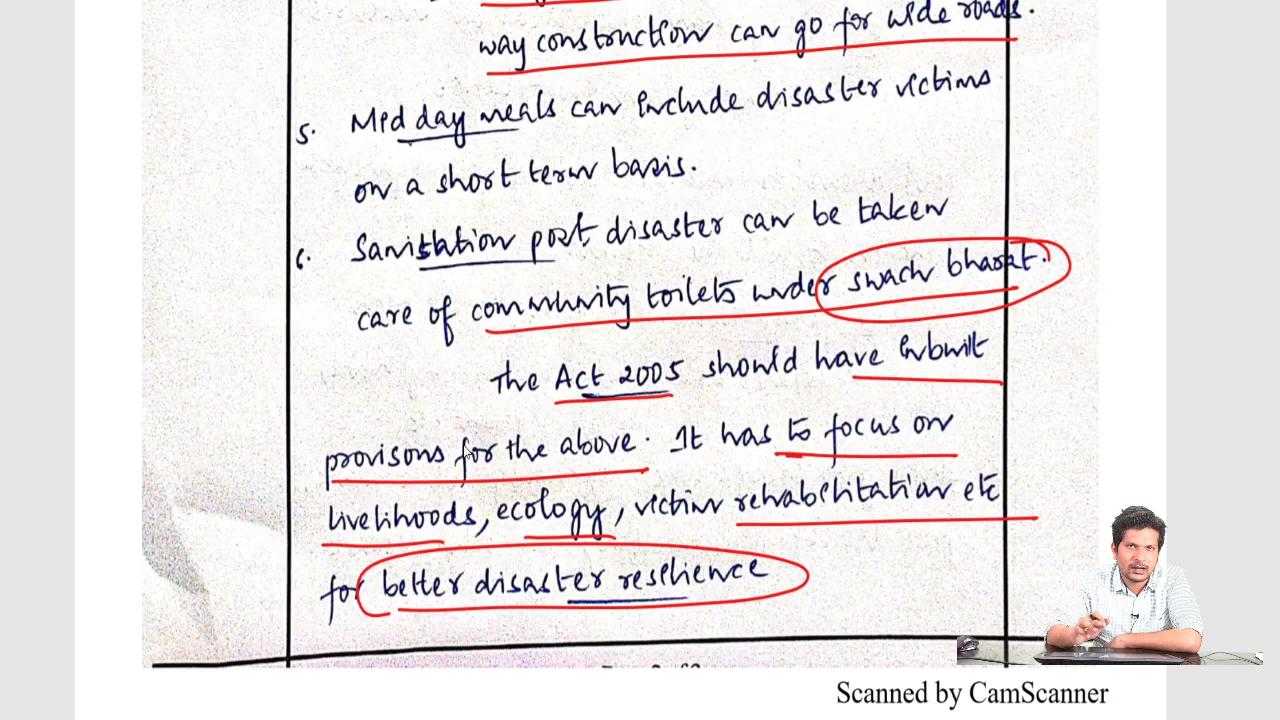 way construction can go for wide roads.
5. Mid day meals can include disaster victims
on a short term basis.
6. Sanistation post disaster can be taken
care of community toilets under swach bharat.
The Act 2005 should have inbuilt
provisons for the above. It has to focus on
livelihoods, ecology, victim rehabilitation etc
for better disaster resilience
Scanned by CamScanner